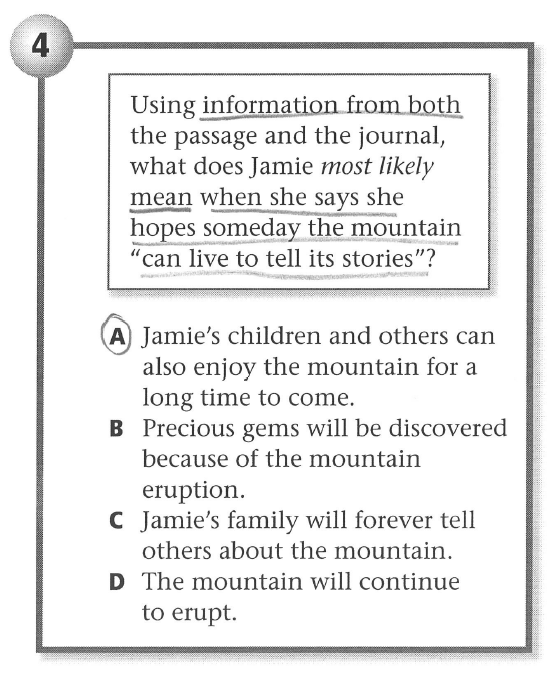 4
Using information from both
the passage and the journal,
what does Jamie most likely
mean when she says she
hopes someday the mountain
“can live to tell its stories”?
A Jamie’s children and others can
also enjoy the mountain for a
long time to come.
B Precious gems will be discovered
because of the mountain
eruption.
C Jamie’s family will forever tell
others about the mountain.
D The mountain will continue
to erupt.